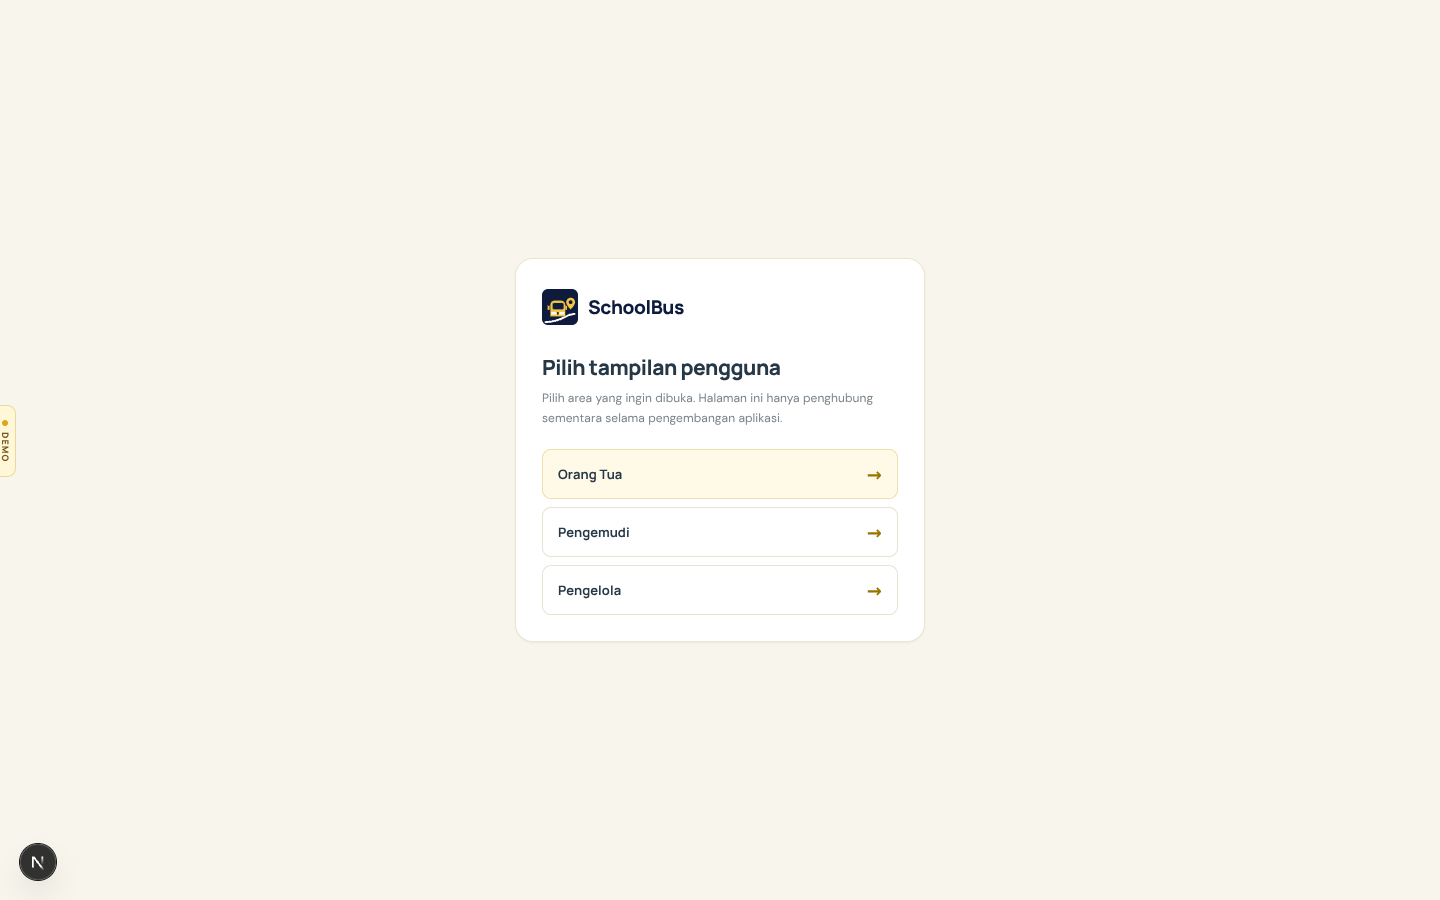 SchoolBus
Pilih tampilan pengguna
Pilih area yang ingin dibuka. Halaman ini hanya penghubung
sementara selama pengembangan aplikasi.
Orang Tua →
Pengemudi →
Pengelola →
DEMO
N